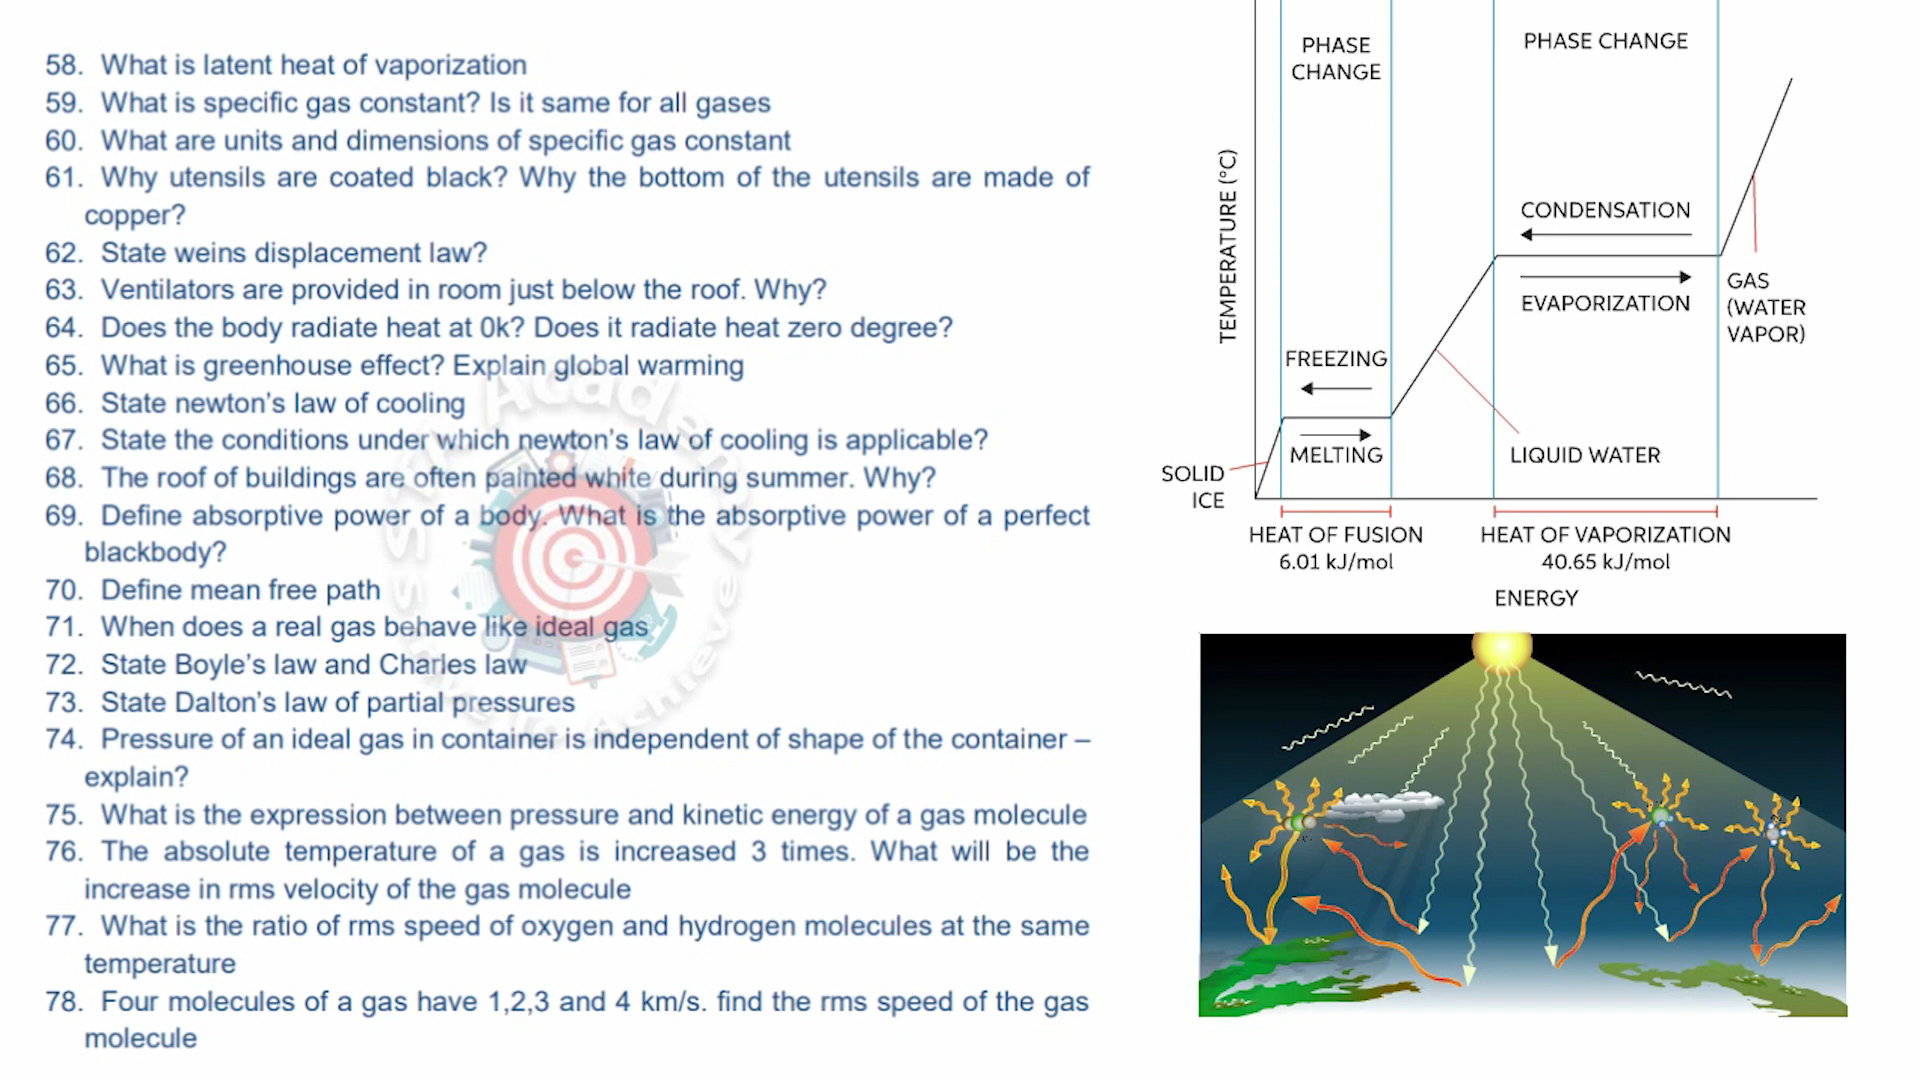 58. What is latent heat of vaporization
59. What is specific gas constant? Is it same for all gases
60. What are units and dimensions of specific gas constant
61. Why utensils are coated black? Why the bottom of the utensils are made of
copper?
62. State weins displacement law?
63. Ventilators are provided in room just below the roof. Why?
64. Does the body radiate heat at 0k? Does it radiate heat zero degree?
65. What is greenhouse effect? Explain global warming
66. State newton's law of cooling
67. State the conditions under which newton's law of cooling is applicable?
68. The roof of buildings are often painted white during summer. Why?
69. Define absorptive power of a body. What is the absorptive power of a perfect
blackbody?
70. Define mean free path
71. When does a real gas behave like ideal gas
72. State Boyle's law and Charles law
73. State Dalton's law of partial pressures
74. Pressure of an ideal gas in container is independent of shape of the container –
explain?
75. What is the expression between pressure and kinetic energy of a gas molecule
76. The absolute temperature of a gas is increased 3 times. What will be the
increase in rms velocity of the gas molecule
77. What is the ratio of rms speed of oxygen and hydrogen molecules at the same
temperature
78. Four molecules of a gas have 1,2,3 and 4 km/s. find the rms speed of the gas
molecule
PHASE
CHANGE
PHASE CHANGE
TEMPERATURE (°C)
CONDENSATION
EVAPORIZATION
GAS
(WATER
VAPOR)
FREEZING
MELTING
LIQUID WATER
SOLID
ICE
HEAT OF FUSION
6.01 kJ/mol
HEAT OF VAPORIZATION
40.65 kJ/mol
ENERGY
Academy